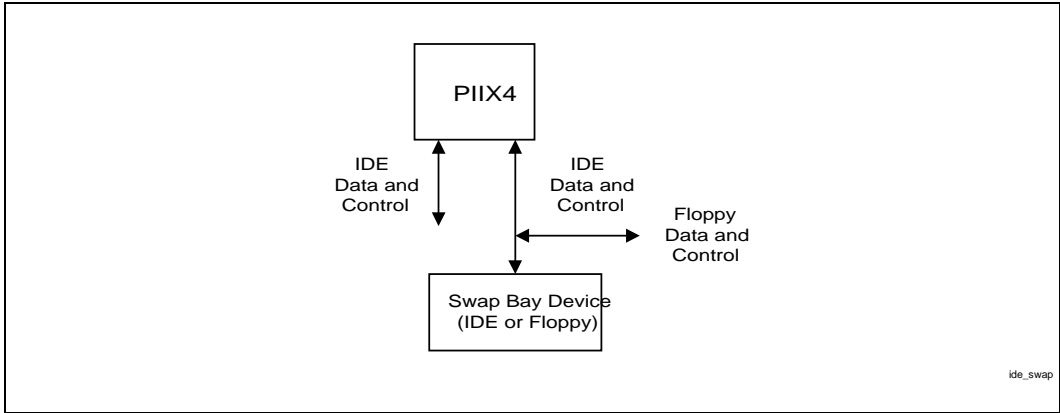 PIIX4
IDE
Data and
Control
IDE
Data and
Control
Floppy
Data and
Control
Swap Bay Device
(IDE or Floppy)
ide_swap